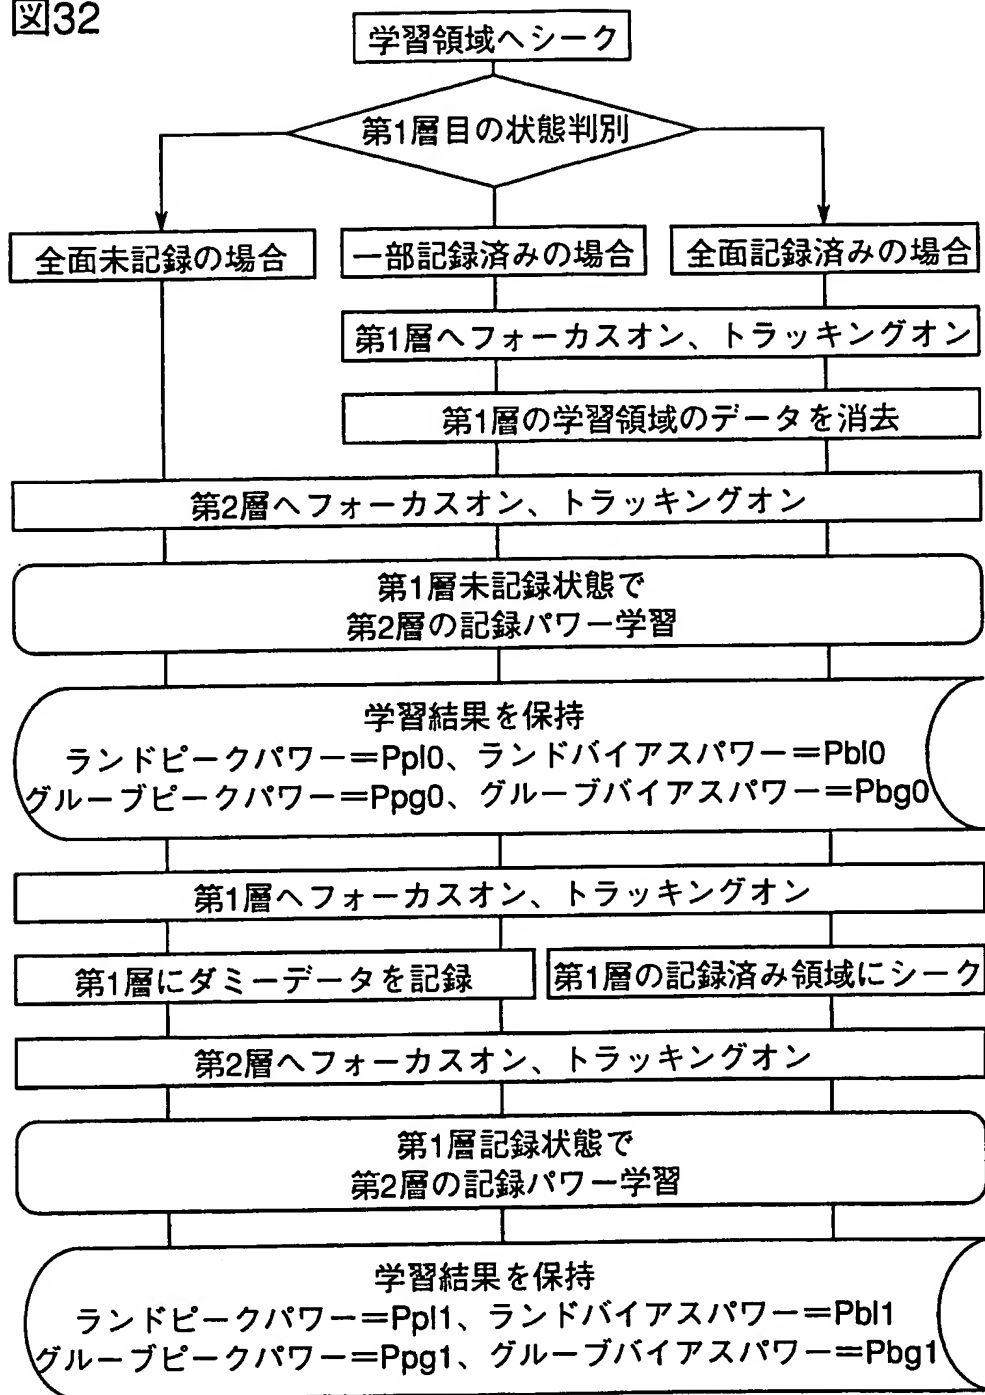 図32
学習領域へシーク
第1層目の状態判別
全面未記録の場合
一部記録済みの場合
全面記録済みの場合
第1層へフォーカスオン、トラッキングオン
第1層の学習領域のデータを消去
第2層へフォーカスオン、トラッキングオン
第1層未記録状態で
第2層の記録パワー学習
学習結果を保持
ランドピークパワー＝Ppl0、ランドバイアスパワー＝Pbl0
グルーブピークパワー＝Ppg0、グルーブバイアスパワー＝Pbg0
第1層へフォーカスオン、トラッキングオン
第1層にダミーデータを記録
第1層の記録済み領域にシーク
第2層へフォーカスオン、トラッキングオン
第1層記録状態で
第2層の記録パワー学習
学習結果を保持
ランドピークパワー＝Ppl1、ランドバイアスパワー＝Pbl1
グルーブピークパワー＝Ppg1、グルーブバイアスパワー＝Pbg1